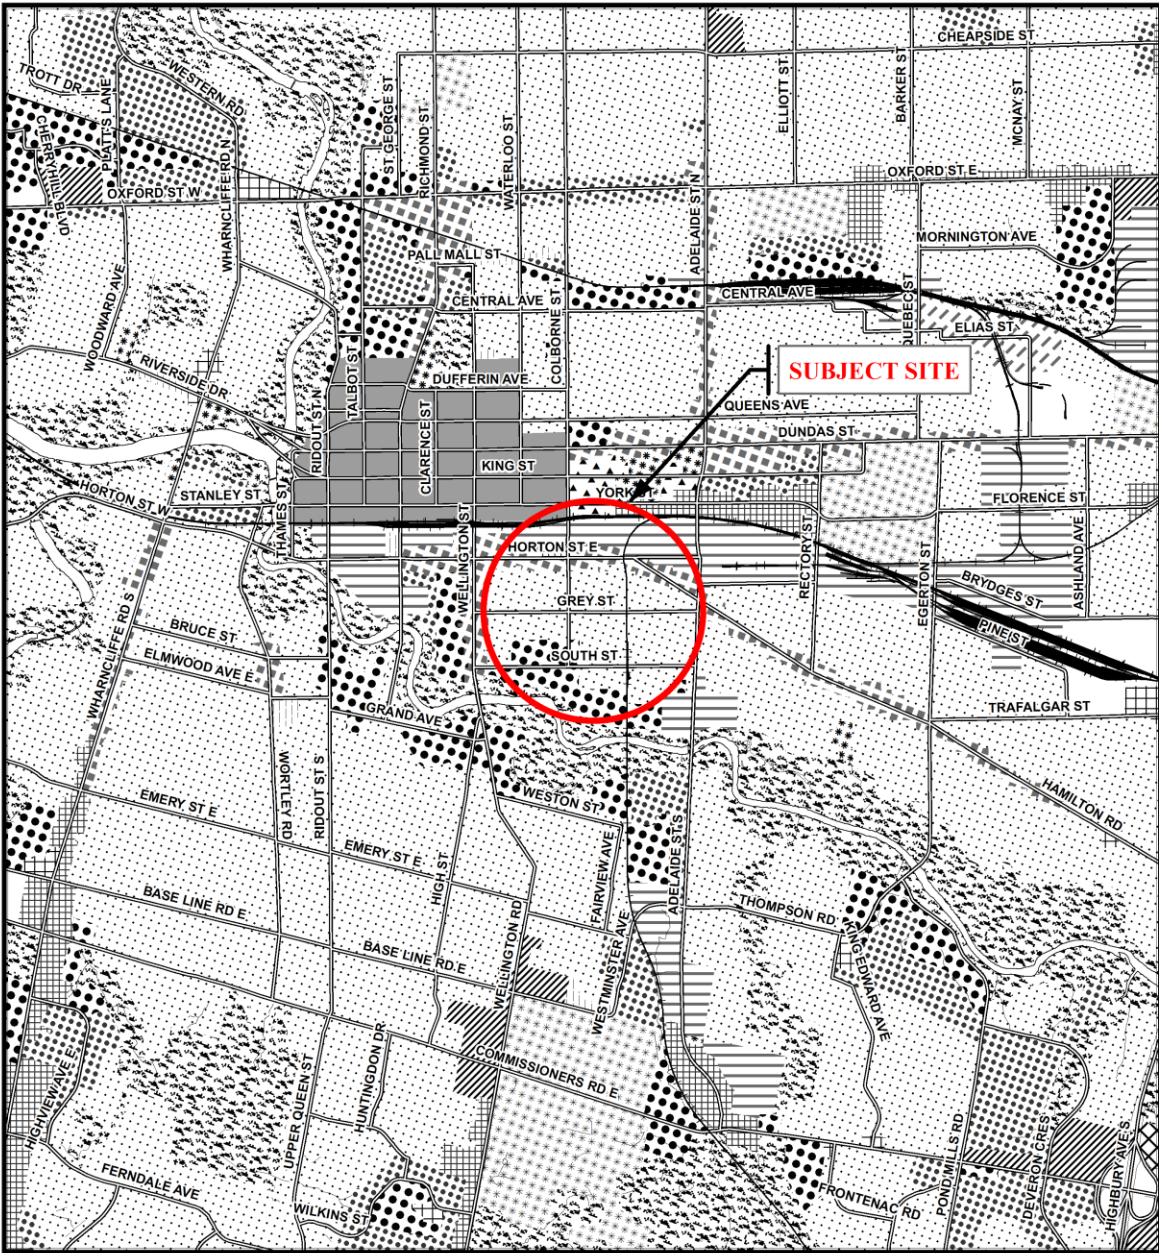 CHEAPSIDE ST
TROTT DR
WESTERN RD
PLATT'S LANE
CHERRYHILL BLVD
WHARNCLIFFE RD N
OXFORD ST W
ST GEORGE ST
RICHMOND ST
WATERLOO ST
ELLIOTT ST
BARKER ST
MCNAY ST
OXFORD ST E
ADELAIDE ST N
MORNINGTON AVE
PALL MALL ST
CENTRAL AVE
CENTRAL AVE
WOODWARD AVE
QUEBEC ST
ELIAS ST
COLBORNE ST
TALBOT S
RIVERSIDE DR
DUFFERIN AVE
SUBJECT SITE
QUEENS AVE
DUNDAS ST
RIDOUT ST N
CLARENCE ST
KING ST
YORK ST
HORTON ST W
STANLEY ST
THAMES ST
WELLINGTON ST
FLORENCE ST
HORTON ST E
RECTORY ST
EGERTON ST
ASHLAND AVE
BRYDGES ST
GREY ST
PINE ST
BRUCE ST
ELMWOOD AVE E
SOUTH ST
WHARNCLIFFE RD S
TRAFALGAR ST
GRAND AVE
WORTLEY RD
RIDOUT ST S
HAMILTON RD
EMERY ST E
WESTON ST
EMERY ST E
HIGH ST
FAIRVIEW AVE
ADELAIDE ST S
BASE LINE RD E
THOMPSON RD
KING EDWARD AVE
BASE LINE RD E
WELLINGTON RD
WESTMINSTER AVE
HIGHVIEW AVE E
UPPER QUEEN ST
HUNTINGDON DR
COMMISSIONERS RD E
PONDMILLS RD
DEVERON CRES
HIGHBURY AVE S
FERNDALE AVE
WILKINS ST
FRONTENAC RD